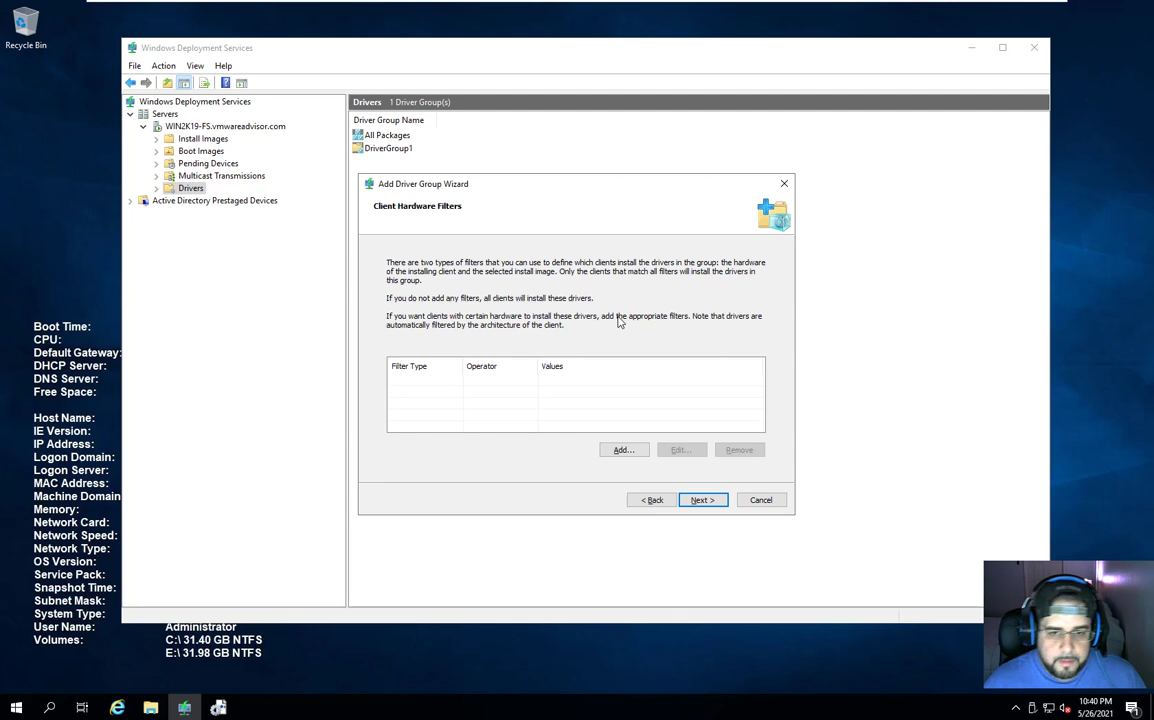 Recycle Bin
Windows Deployment Services
File Action View Help
Windows Deployment Services
Servers
WIN2K19-FS.vmwareadvisor.com
Install Images
Boot Images
Pending Devices
Multicast Transmissions
Drivers
Active Directory Prestaged Devices
Drivers 1 Driver Group(s)
Driver Group Name
All Packages
DriverGroup1
Add Driver Group Wizard
Client Hardware Filters
There are two types of filters that you can use to define which clients install the drivers in the group: the hardware
of the installing client and the selected install image. Only the clients that match all filters will install the drivers in
this group.
If you do not add any filters, all clients will install these drivers.
If you want clients with certain hardware to install these drivers, add the appropriate filters. Note that drivers are
automatically filtered by the architecture of the client.
Filter Type Operator Values
Add... Edit... Remove
< Back Next > Cancel
Boot Time:
CPU:
Default Gateway:
DHCP Server:
DNS Server:
Free Space:
Host Name:
IE Version:
IP Address:
Logon Domain:
Logon Server:
MAC Address:
Machine Domain
Memory:
Network Card:
Network Speed:
Network Type:
OS Version:
Service Pack:
Snapshot Time:
Subnet Mask:
System Type:
User Name: Administrator
Volumes: C:\ 31.40 GB NTFS
E:\ 31.98 GB NTFS
10:40 PM
5/26/2021
1